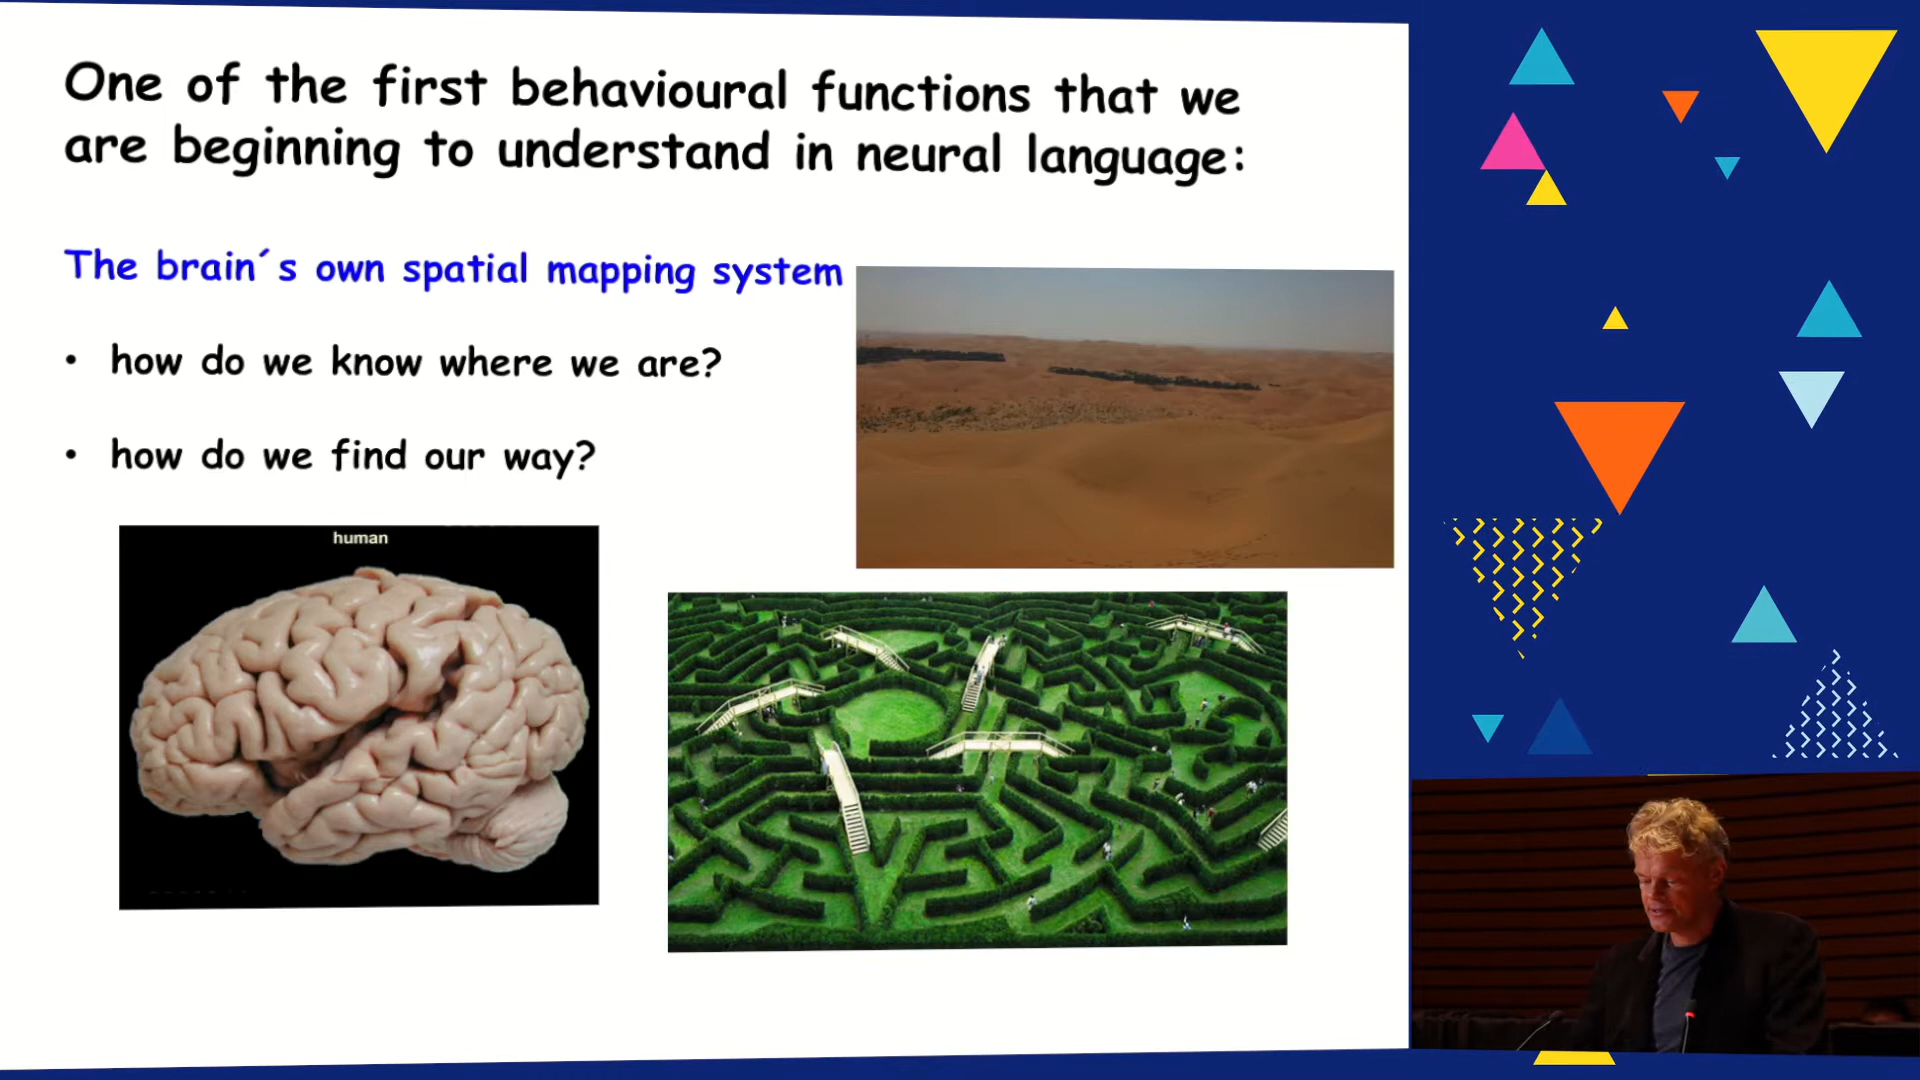 One of the first behavioural functions that we
are beginning to understand in neural language:
The brain´s own spatial mapping system
• how do we know where we are?
• how do we find our way?
human